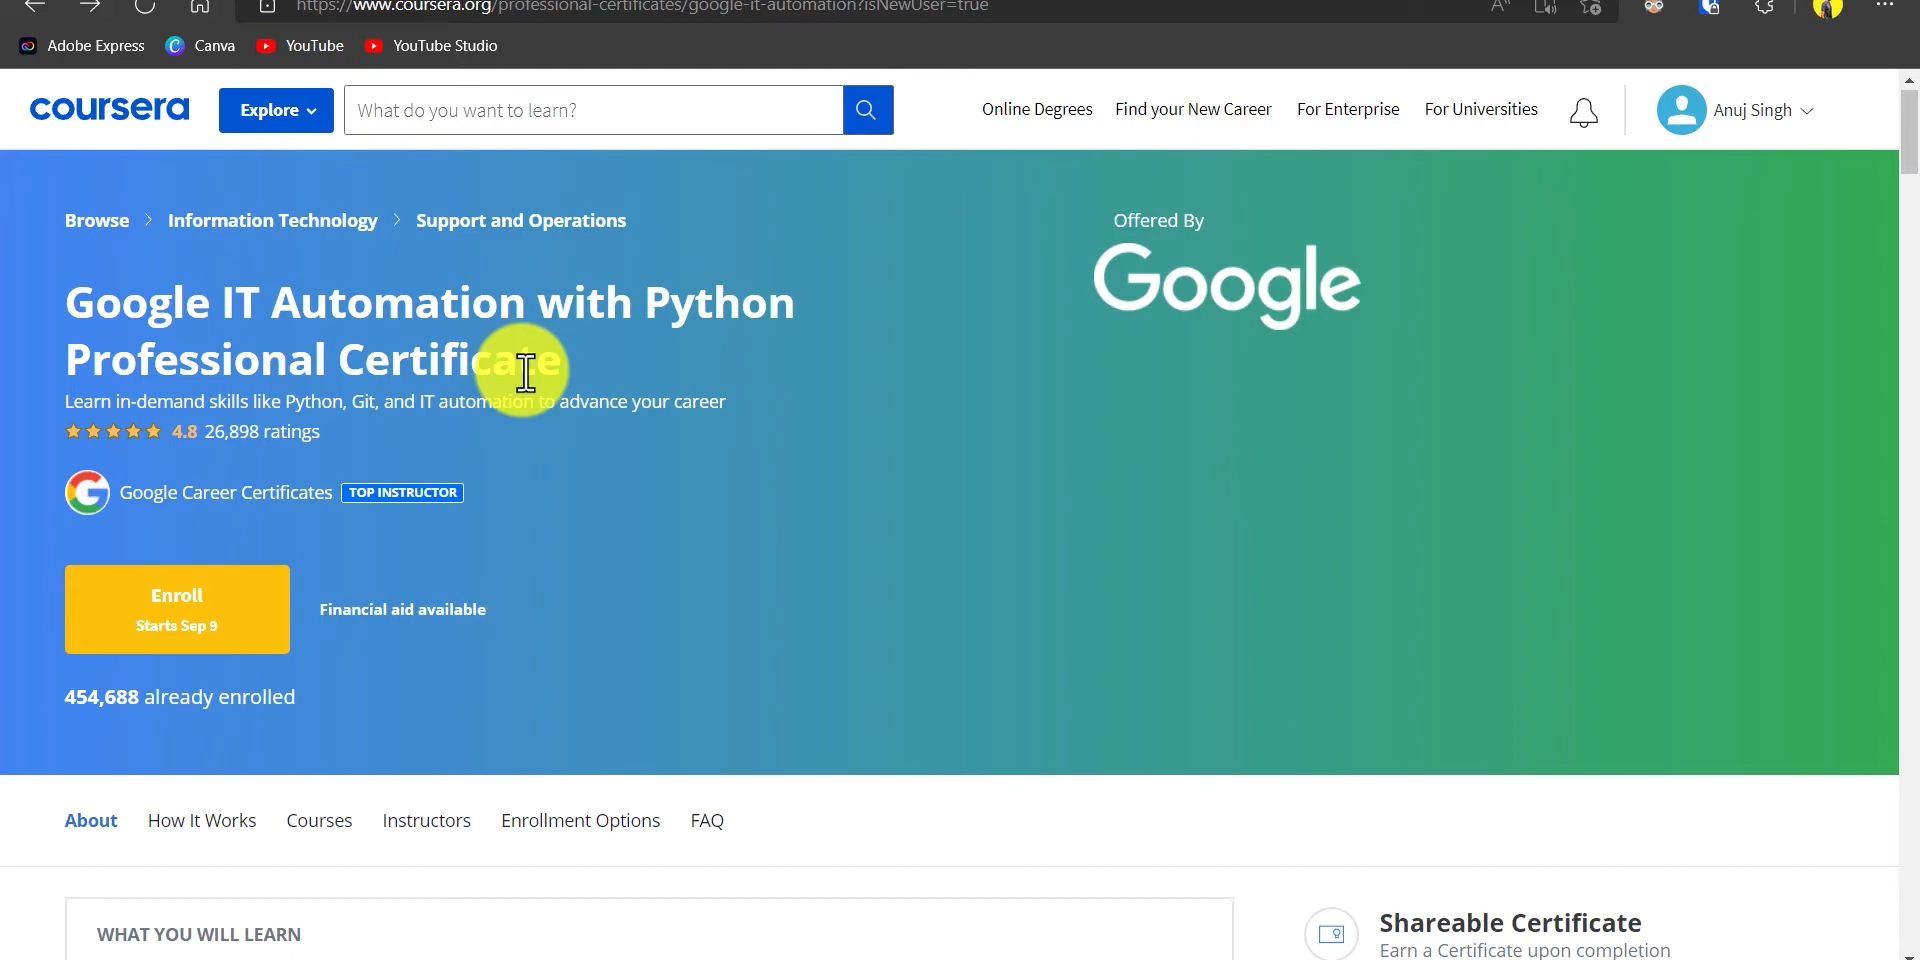 https://www.coursera.org/professional-certificates/google-it-automation?isNewUser=true
Adobe Express Canva YouTube YouTube Studio
coursera Explore What do you want to learn? Online Degrees Find your New Career For Enterprise For Universities Anuj Singh
Browse > Information Technology > Support and Operations
Offered By
Google
Google IT Automation with Python
Professional Certificate
Learn in-demand skills like Python, Git, and IT automation to advance your career
4.8 26,898 ratings
Google Career Certificates TOP INSTRUCTOR
Enroll
Starts Sep 9
Financial aid available
454,688 already enrolled
About How It Works Courses Instructors Enrollment Options FAQ
WHAT YOU WILL LEARN
Shareable Certificate
Earn a Certificate upon completion